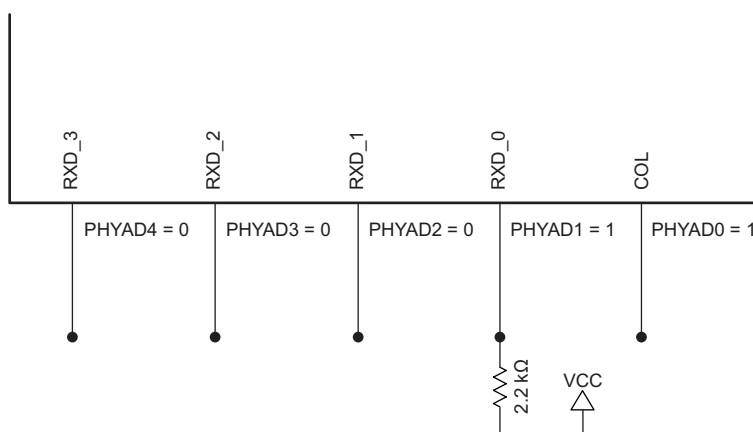 RXD_3
RXD_2
RXD_1
RXD_0
COL
PHYAD4 = 0
PHYAD3 = 0
PHYAD2 = 0
PHYAD1 = 1
PHYAD0 = 1
2.2 kΩ
VCC